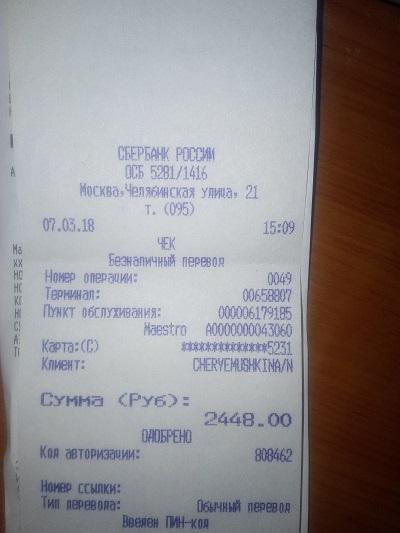 СБЕРБАНК РОССИИ
ОСБ 5281/1416
Москва,Челябинская улица, 21
т. (095)
07.03.18 15:09
ЧЕК
Безналичный перевод
Номер операции: 0049
Терминал: 00658807
Пункт обслуживания: 000006179185
Maestro A0000000043060
Карта:(C) **************5231
Клиент: CHERYEMUSHKINA/N
Сумма (Руб):
2448.00
ОДОБРЕНО
Код авторизации: 808462
Номер ссылки:
Тип перевода: Обычный перевод
Введен ПИН-код